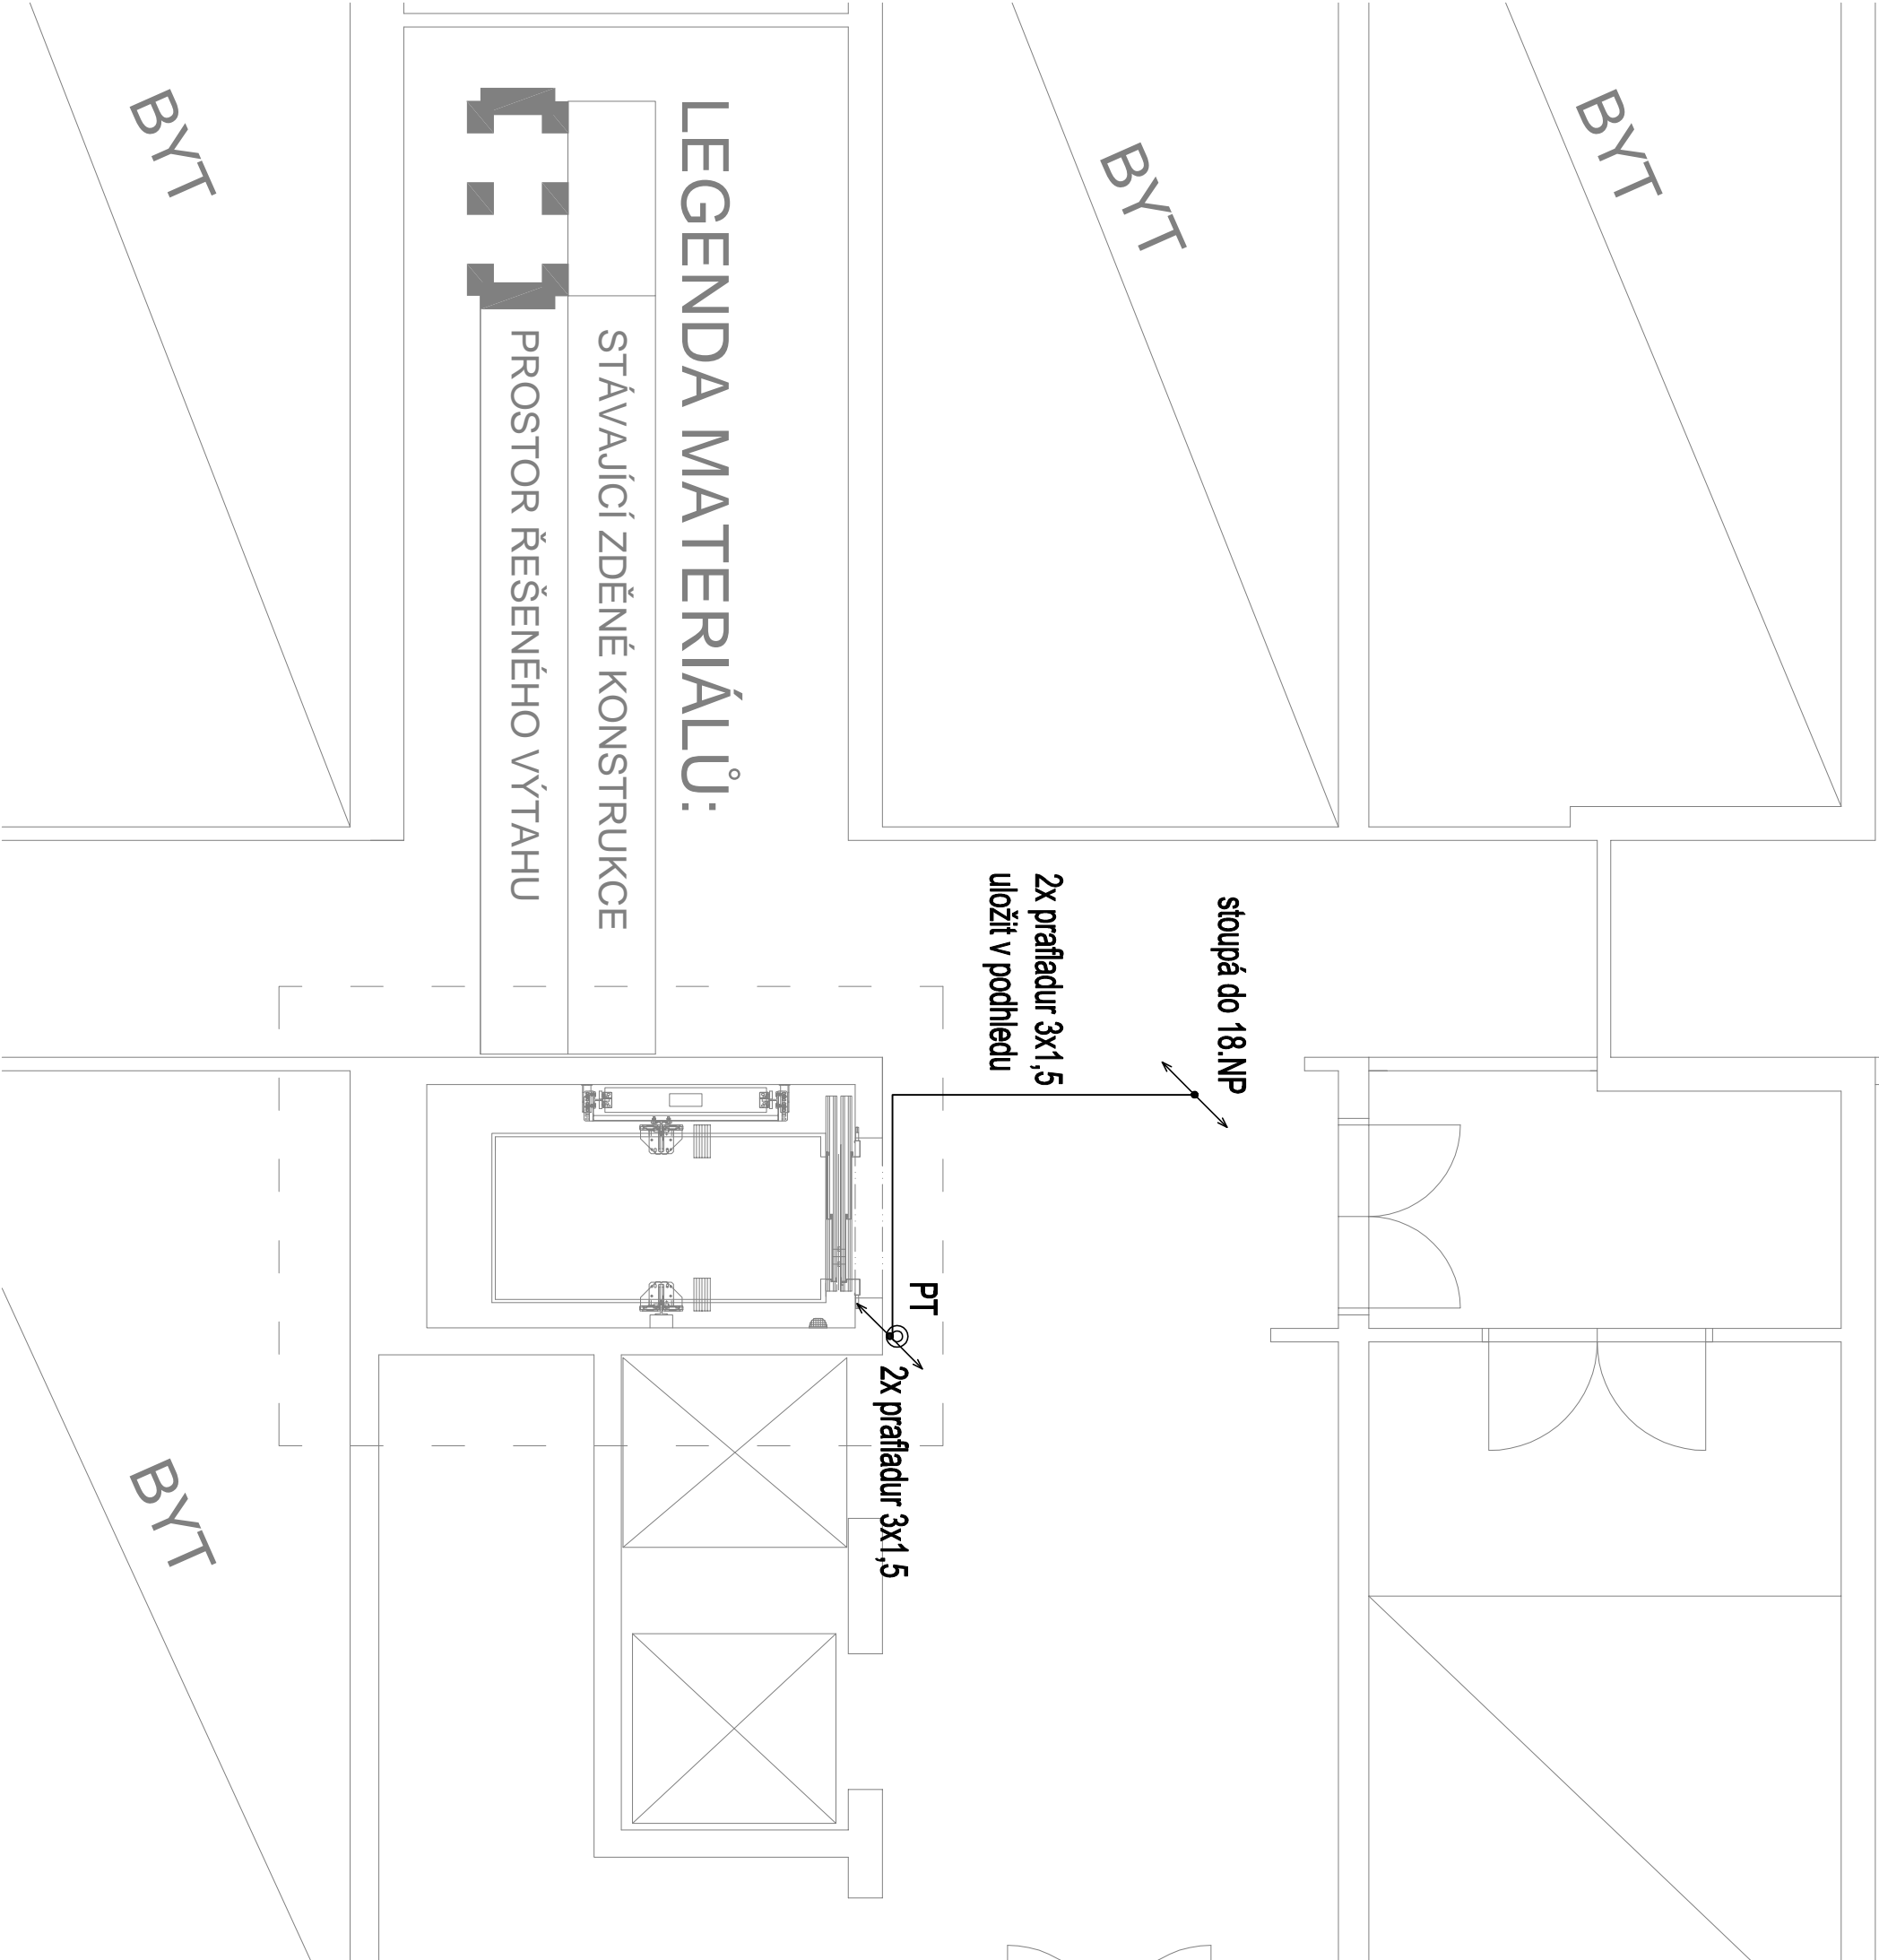 BYT
BYT
BYT
LEGENDA MATERIÁLŮ:
STÁVAJÍCÍ ZDĚNÉ KONSTRUKCE
PROSTOR ŘEŠENÉHO VÝTAHU
stoupá do 18.NP
2x prafladur 3x1,5
uložit v podhledu
PT
2x prafladur 3x1,5
BYT